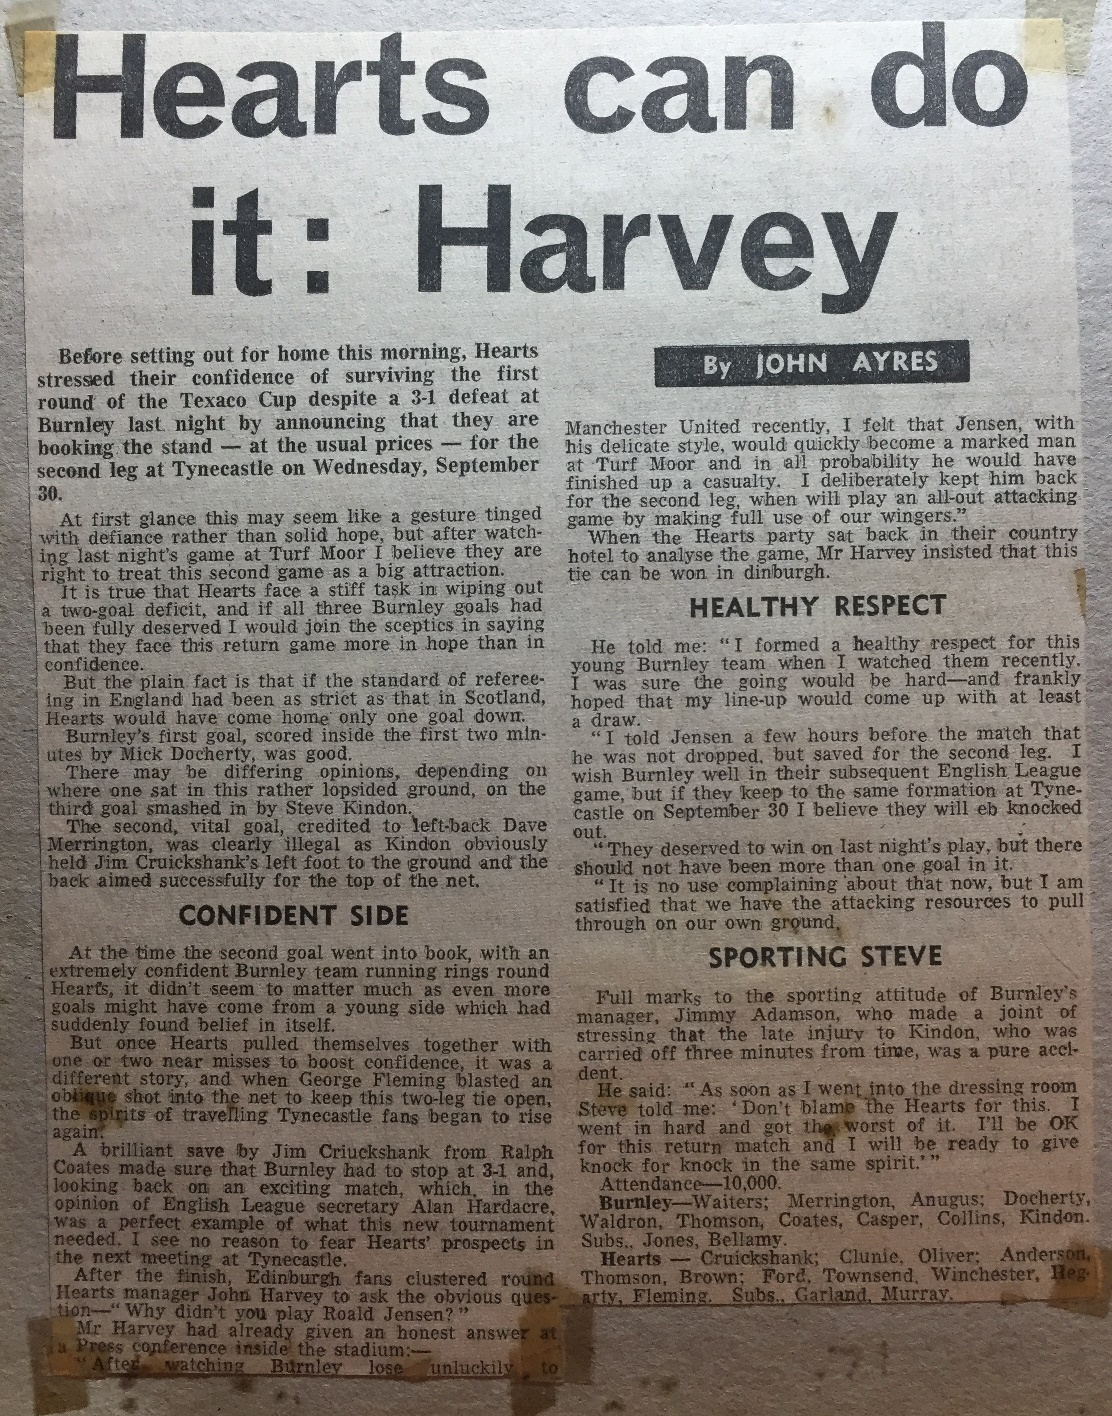 Hearts can do
it: Harvey
Before setting out for home this morning, Hearts
stressed their confidence of surviving the first
round of the Texaco Cup despite a 3-1 defeat at
Burnley last night by announcing that they are
booking the stand — at the usual prices — for the
second leg at Tynecastle on Wednesday, September
30.
At first glance this may seem like a gesture tinged
with defiance rather than solid hope, but after watch-
ing last night's game at Turf Moor I believe they are
right to treat this second game as a big attraction.
It is true that Hearts face a stiff task in wiping out
a two-goal deficit, and if all three Burnley goals had
been fully deserved I would join the sceptics in saying
that they face this return game more in hope than in
confidence.
But the plain fact is that if the standard of referee-
ing in England had been as strict as that in Scotland,
Hearts would have come home only one goal down.
Burnley's first goal, scored inside the first two min-
utes by Mick Docherty, was good.
There may be differing opinions, depending on
where one sat in this rather lopsided ground, on the
third goal smashed in by Steve Kindon.
The second, vital goal, credited to left-back Dave
Merrington, was clearly illegal as Kindon obviously
held Jim Cruickshank's left foot to the ground and the
back aimed successfully for the top of the net.
CONFIDENT SIDE
At the time the second goal went into book, with an
extremely confident Burnley team running rings round
Hearts, it didn't seem to matter much as even more
goals might have come from a young side which had
suddenly found belief in itself.
But once Hearts pulled themselves together with
one or two near misses to boost confidence, it was a
different story, and when George Fleming blasted an
oblique shot into the net to keep this two-leg tie open,
the spirits of travelling Tynecastle fans began to rise
again.
A brilliant save by Jim Criuckshank from Ralph
Coates made sure that Burnley had to stop at 3-1 and,
looking back on an exciting match, which, in the
opinion of English League secretary Alan Hardacre,
was a perfect example of what this new tournament
needed. I see no reason to fear Hearts' prospects in
the next meeting at Tynecastle.
After the finish, Edinburgh fans clustered round
Hearts manager John Harvey to ask the obvious ques-
tion—"Why didn't you play Roald Jensen?"
Mr Harvey had already given an honest answer at
a Press conference inside the stadium:—
"After watching Burnley lose unluckily to
By JOHN AYRES
Manchester United recently, I felt that Jensen, with
his delicate style, would quickly become a marked man
at Turf Moor and in all probability he would have
finished up a casualty. I deliberately kept him back
for the second leg, when will play an all-out attacking
game by making full use of our wingers."
When the Hearts party sat back in their country
hotel to analyse the game, Mr Harvey insisted that this
tie can be won in dinburgh.
HEALTHY RESPECT
He told me: "I formed a healthy respect for this
young Burnley team when I watched them recently.
I was sure the going would be hard—and frankly
hoped that my line-up would come up with at least
a draw.
"I told Jensen a few hours before the match that
he was not dropped, but saved for the second leg. I
wish Burnley well in their subsequent English League
game, but if they keep to the same formation at Tyne-
castle on September 30 I believe they will eb knocked
out.
"They deserved to win on last night's play, but there
should not have been more than one goal in it.
"It is no use complaining about that now, but I am
satisfied that we have the attacking resources to pull
through on our own ground.
SPORTING STEVE
Full marks to the sporting attitude of Burnley's
manager, Jimmy Adamson, who made a joint of
stressing that the late injury to Kindon, who was
carried off three minutes from time, was a pure acci-
dent.
He said: "As soon as I went into the dressing room
Steve told me: 'Don't blame the Hearts for this. I
went in hard and got the worst of it. I'll be OK
for this return match and I will be ready to give
knock for knock in the same spirit.'"
Attendance—10,000.
Burnley—Waiters; Merrington, Anugus; Docherty,
Waldron, Thomson, Coates, Casper, Collins, Kindon.
Subs., Jones, Bellamy.
Hearts — Cruickshank; Clunie, Oliver; Anderson,
Thomson, Brown; Ford, Townsend, Winchester, Heg-
arty, Fleming. Subs., Garland, Murray.